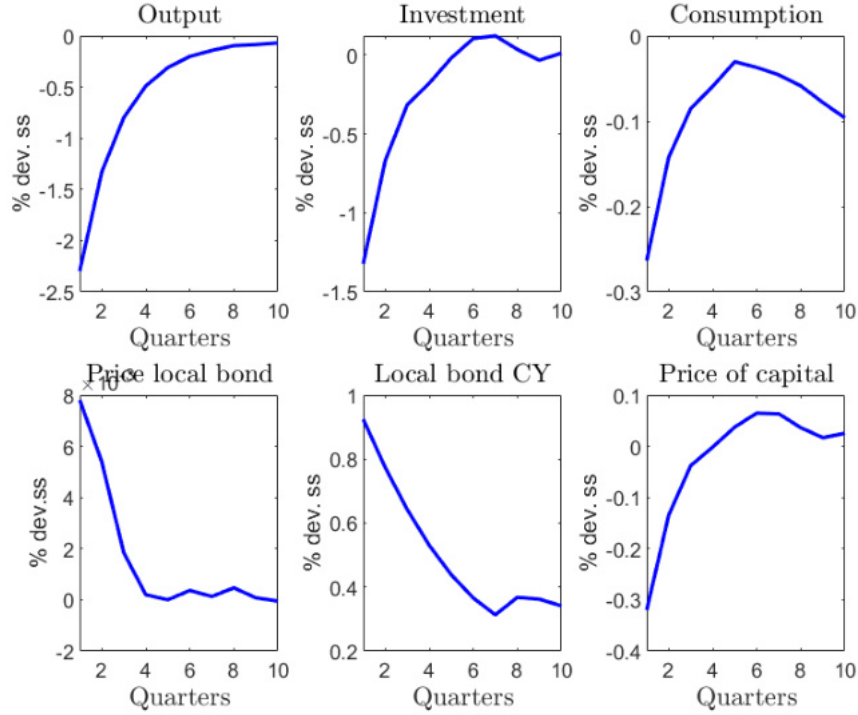 Output
0
-0.5
-1
-1.5
-2
-2.5
% dev. ss
2 4 6 8 10
Quarters
Investment
0
-0.5
-1
-1.5
% dev. ss
2 4 6 8 10
Quarters
Consumption
0
-0.1
-0.2
-0.3
% dev. ss
2 4 6 8 10
Quarters
Price local bond
× 10
8
6
4
2
0
-2
% dev.ss
2 4 6 8 10
Quarters
Local bond CY
1
0.8
0.6
0.4
0.2
% dev. ss
2 4 6 8 10
Quarters
Price of capital
0.1
0
-0.1
-0.2
-0.3
-0.4
% dev. ss
2 4 6 8 10
Quarters